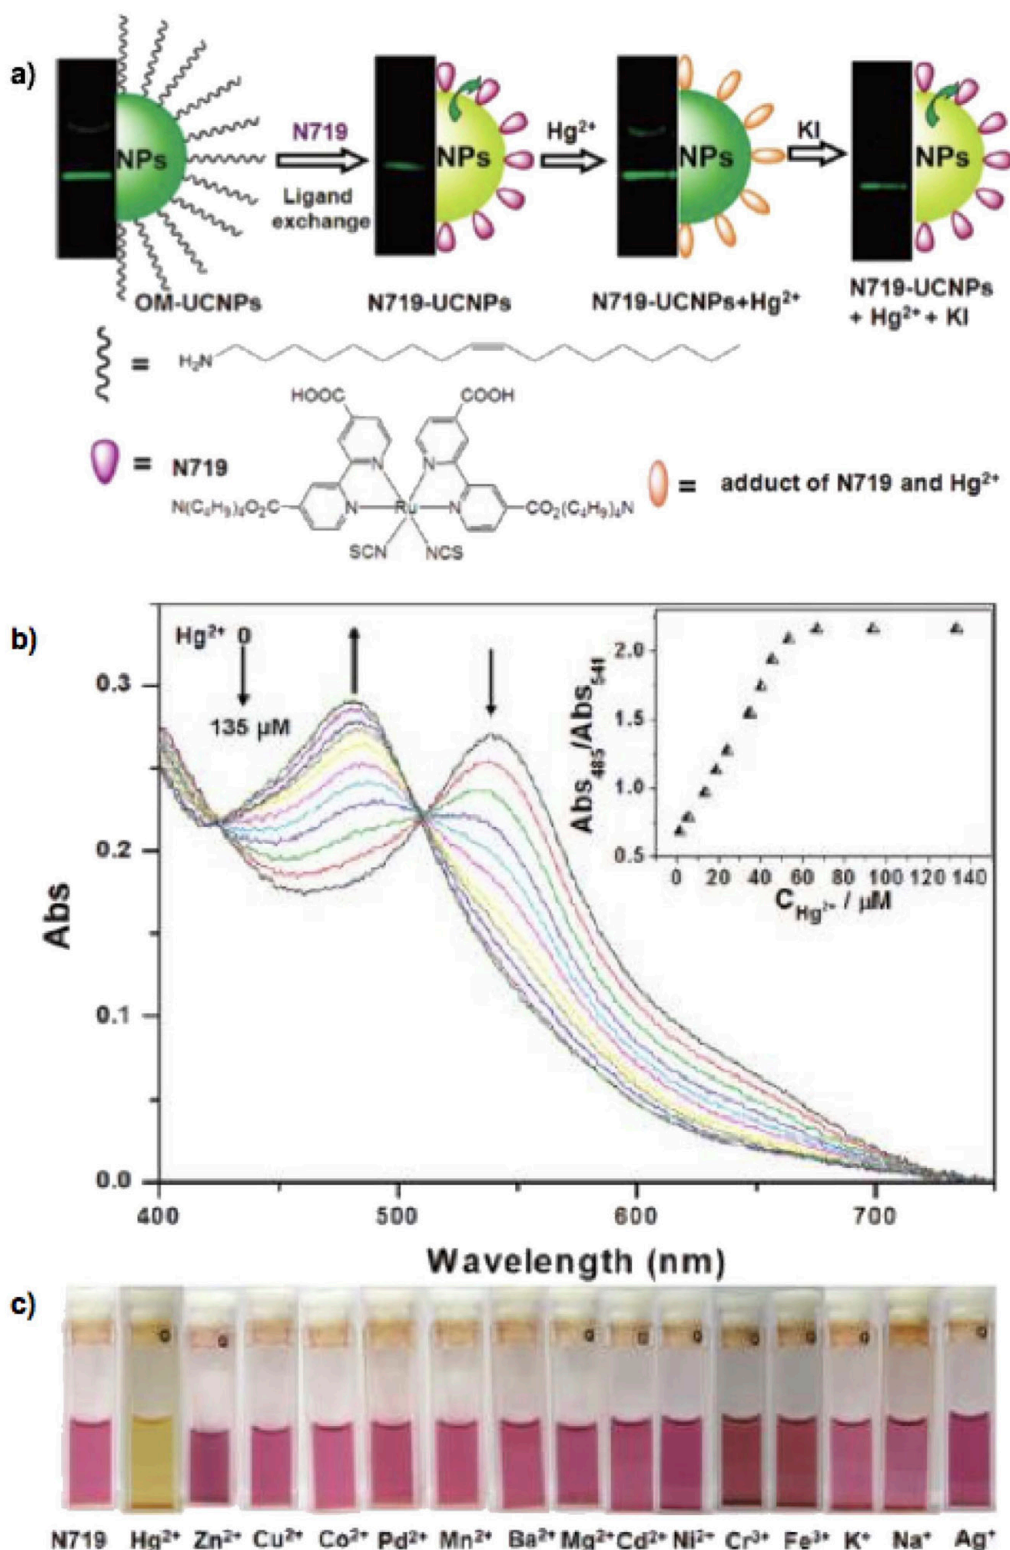 a)
NPs
N719
Ligand
exchange
NPs
Hg²⁺
NPs
KI
NPs
OM-UCNPs
N719-UCNPs
N719-UCNPs+Hg²⁺
N719-UCNPs
+ Hg²⁺ + KI
= H₂N
HOOC COOH
= N719
N N
Ni(C₄H₉)₄O₂C N Ru N CO₂(C₄H₉)₄N
SCN NCS
= adduct of N719 and Hg²⁺
b)
Hg²⁺ 0
135 µM
Abs
0.3
0.2
0.1
0.0
400 500 600 700
Wavelength (nm)
Abs₄₈₅/Abs₅₄₁
2.0
1.5
1.0
0.5
0 20 40 60 80 100 120 140
C_Hg²⁺ / µM
c)
N719 Hg²⁺ Zn²⁺ Cu²⁺ Co²⁺ Pd²⁺ Mn²⁺ Ba²⁺ Mg²⁺ Cd²⁺ Ni²⁺ Cr³⁺ Fe³⁺ K⁺ Na⁺ Ag⁺